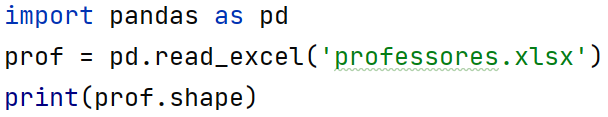 import pandas as pd
prof = pd.read_excel('professores.xlsx')
print(prof.shape)